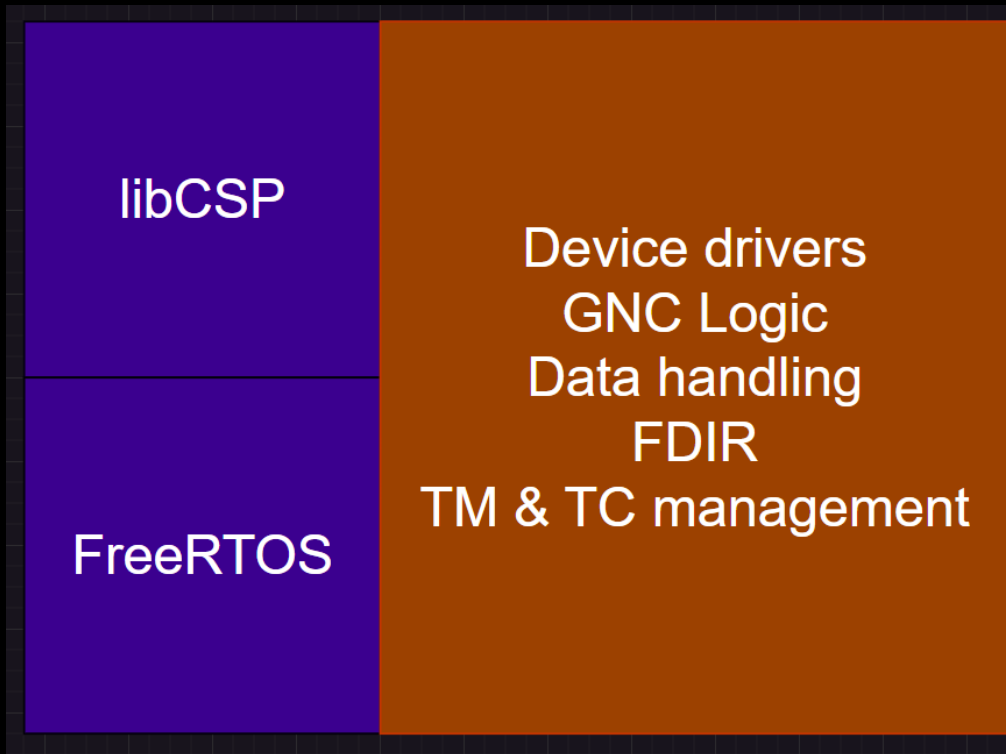 libCSP
FreeRTOS
Device drivers
GNC Logic
Data handling
FDIR
TM & TC management